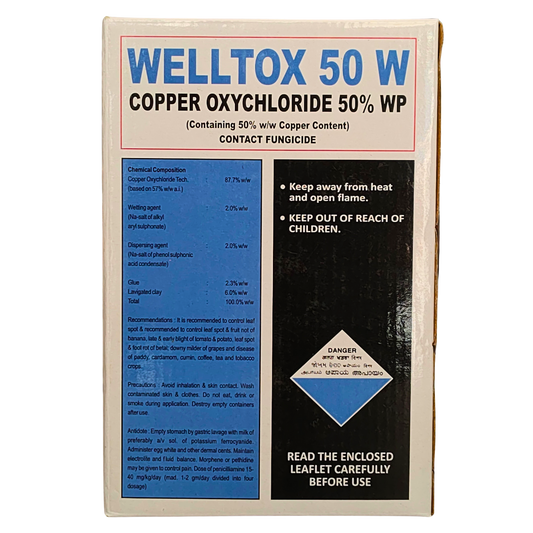 WELLTOX 50 W
COPPER OXYCHLORIDE 50% WP
(Containing 50% w/w Copper Content)
CONTACT FUNGICIDE
Chemical Composition
Copper Oxychloride Tech. : 87.7% w/w
(based on 57% w/w a.i.)
Wetting agent : 2.0% w/w
(Na-salt of alkyl
aryl sulphonate)
Dispersing agent : 2.0% w/w
(Na-salt of phenol sulphonic
acid condensate)
Glue : 2.3% w/w
Lavigated clay : 6.0% w/w
Total : 100.0% w/w
Recommendations : It is recommended to control leaf
spot & recommended to control leaf spot & fruit rot of
banana, late & early blight of tomato & potato, leaf spot
& foot rot of betal; downy milder of grapes and disease
of paddy, cardamom, cumin, coffee, tea and tobacco
crops.
Precautions : Avoid inhalation & skin contact. Wash
contaminated skin & clothes. Do not eat, drink or
smoke during application. Destroy empty containers
after use.
Antidote : Empty stomach by gastric lavage with milk of
preferably a/v sol. of potassium ferrocyanide.
Administer egg white and other dermal cents. Maintain
electrolite and fluid balance. Morphene or pethidina
may be given to control pain. Dose of penicilliamine 15-
40 mg/kg/day (mad. 1-2 gm/day divided into four
dosage)
• Keep away from heat
and open flame.
• KEEP OUT OF REACH OF
CHILDREN.
DANGER
ಅಪಾಯ അപായം
READ THE ENCLOSED
LEAFLET CAREFULLY
BEFORE USE